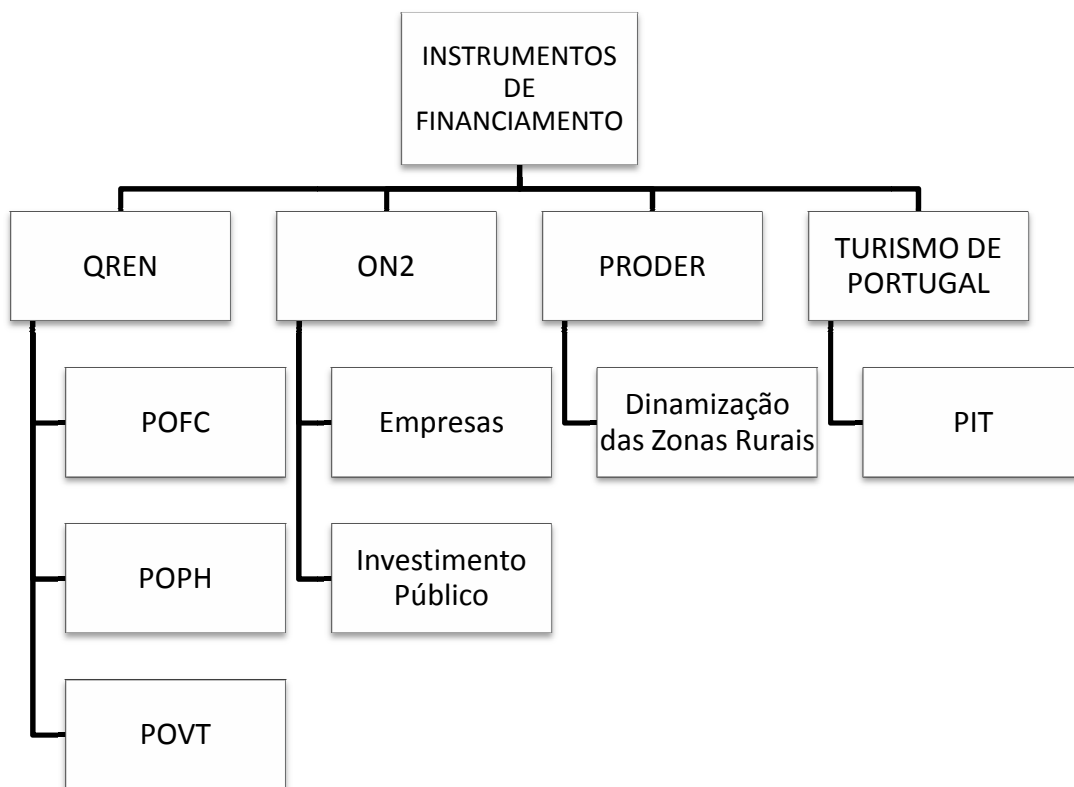 INSTRUMENTOS
DE
FINANCIAMENTO
QREN
ON2
PRODER
TURISMO DE
PORTUGAL
POFC
Empresas
Dinamização
das Zonas Rurais
PIT
POPH
Investimento
Público
POVT